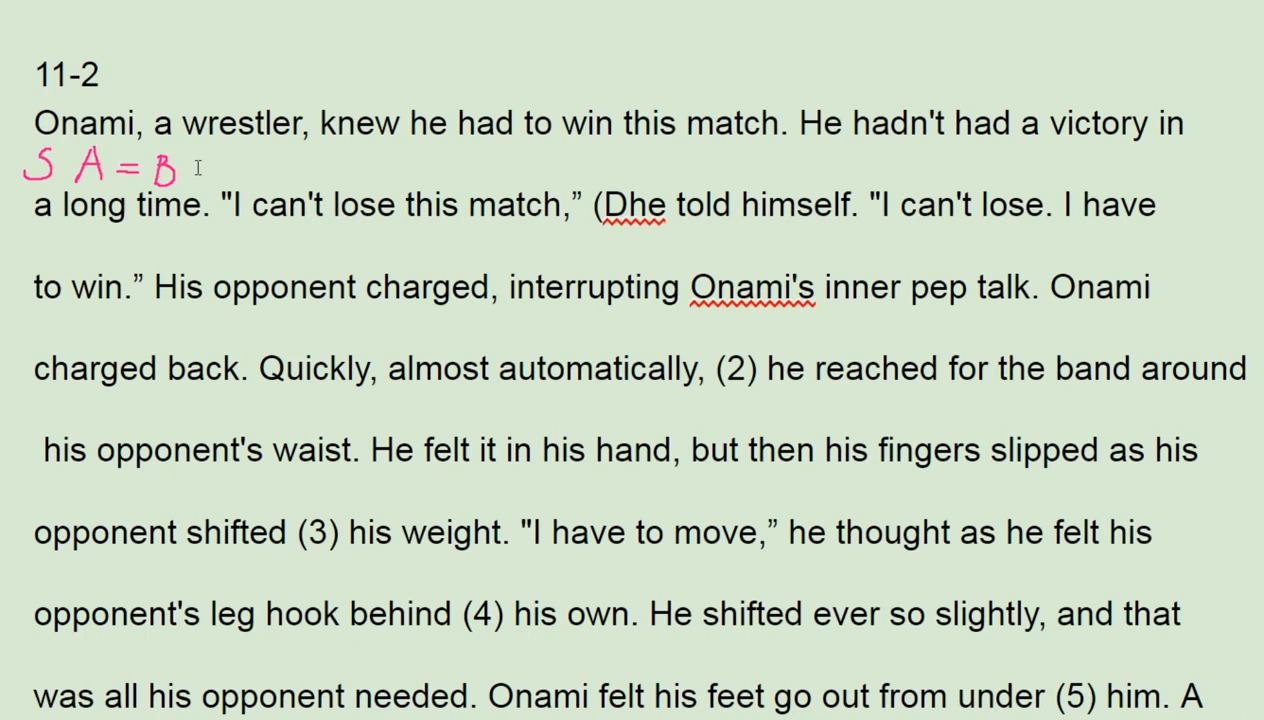 11-2
Onami, a wrestler, knew he had to win this match. He hadn't had a victory in
S A = B
a long time. "I can't lose this match,” (Dhe told himself. "I can't lose. I have
to win.” His opponent charged, interrupting Onami's inner pep talk. Onami
charged back. Quickly, almost automatically, (2) he reached for the band around
his opponent's waist. He felt it in his hand, but then his fingers slipped as his
opponent shifted (3) his weight. "I have to move,” he thought as he felt his
opponent's leg hook behind (4) his own. He shifted ever so slightly, and that
was all his opponent needed. Onami felt his feet go out from under (5) him. A